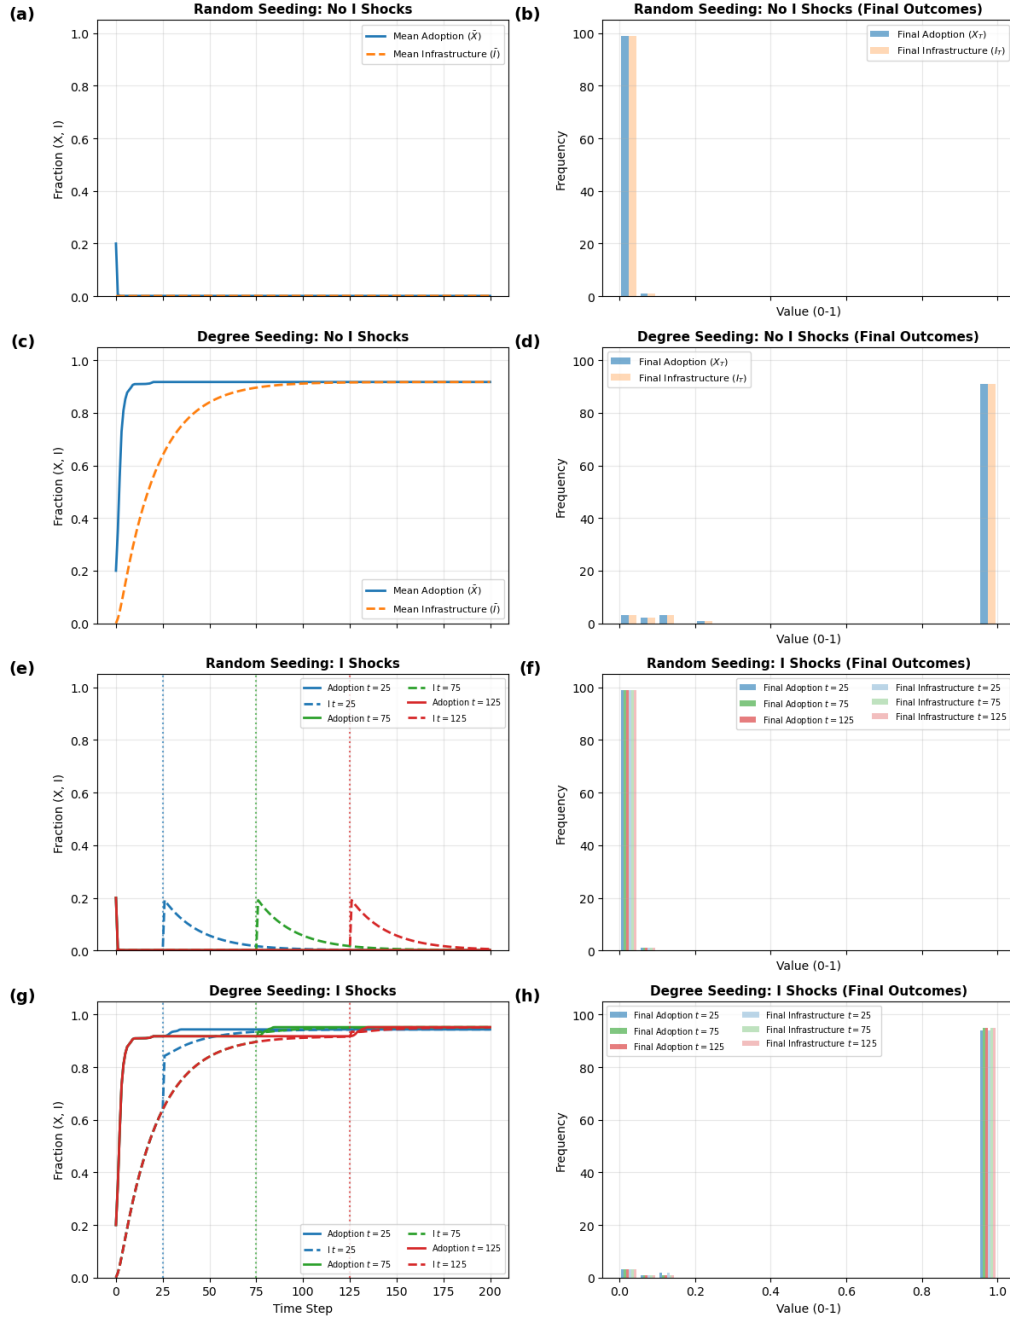 (a)
Random Seeding: No I Shocks
1.0
0.8
0.6
0.4
0.2
0.0
Fraction (X, I)
Mean Adoption (X̄)
Mean Infrastructure (Ī)
(b)
Random Seeding: No I Shocks (Final Outcomes)
100
80
60
40
20
0
Frequency
Final Adoption (X_T)
Final Infrastructure (I_T)
Value (0-1)
(c)
Degree Seeding: No I Shocks
1.0
0.8
0.6
0.4
0.2
0.0
Fraction (X, I)
Mean Adoption (X̄)
Mean Infrastructure (Ī)
(d)
Degree Seeding: No I Shocks (Final Outcomes)
100
80
60
40
20
0
Frequency
Final Adoption (X_T)
Final Infrastructure (I_T)
Value (0-1)
(e)
Random Seeding: I Shocks
1.0
0.8
0.6
0.4
0.2
0.0
Fraction (X, I)
Adoption t = 25
I t = 25
Adoption t = 75
I t = 75
Adoption t = 125
I t = 125
(f)
Random Seeding: I Shocks (Final Outcomes)
100
80
60
40
20
0
Frequency
Final Adoption t = 25
Final Adoption t = 75
Final Adoption t = 125
Final Infrastructure t = 25
Final Infrastructure t = 75
Final Infrastructure t = 125
Value (0-1)
(g)
Degree Seeding: I Shocks
1.0
0.8
0.6
0.4
0.2
0.0
Fraction (X, I)
Adoption t = 25
I t = 25
Adoption t = 75
I t = 75
Adoption t = 125
I t = 125
0 25 50 75 100 125 150 175 200
Time Step
(h)
Degree Seeding: I Shocks (Final Outcomes)
100
80
60
40
20
0
Frequency
Final Adoption t = 25
Final Adoption t = 75
Final Adoption t = 125
Final Infrastructure t = 25
Final Infrastructure t = 75
Final Infrastructure t = 125
0.0 0.2 0.4 0.6 0.8 1.0
Value (0-1)